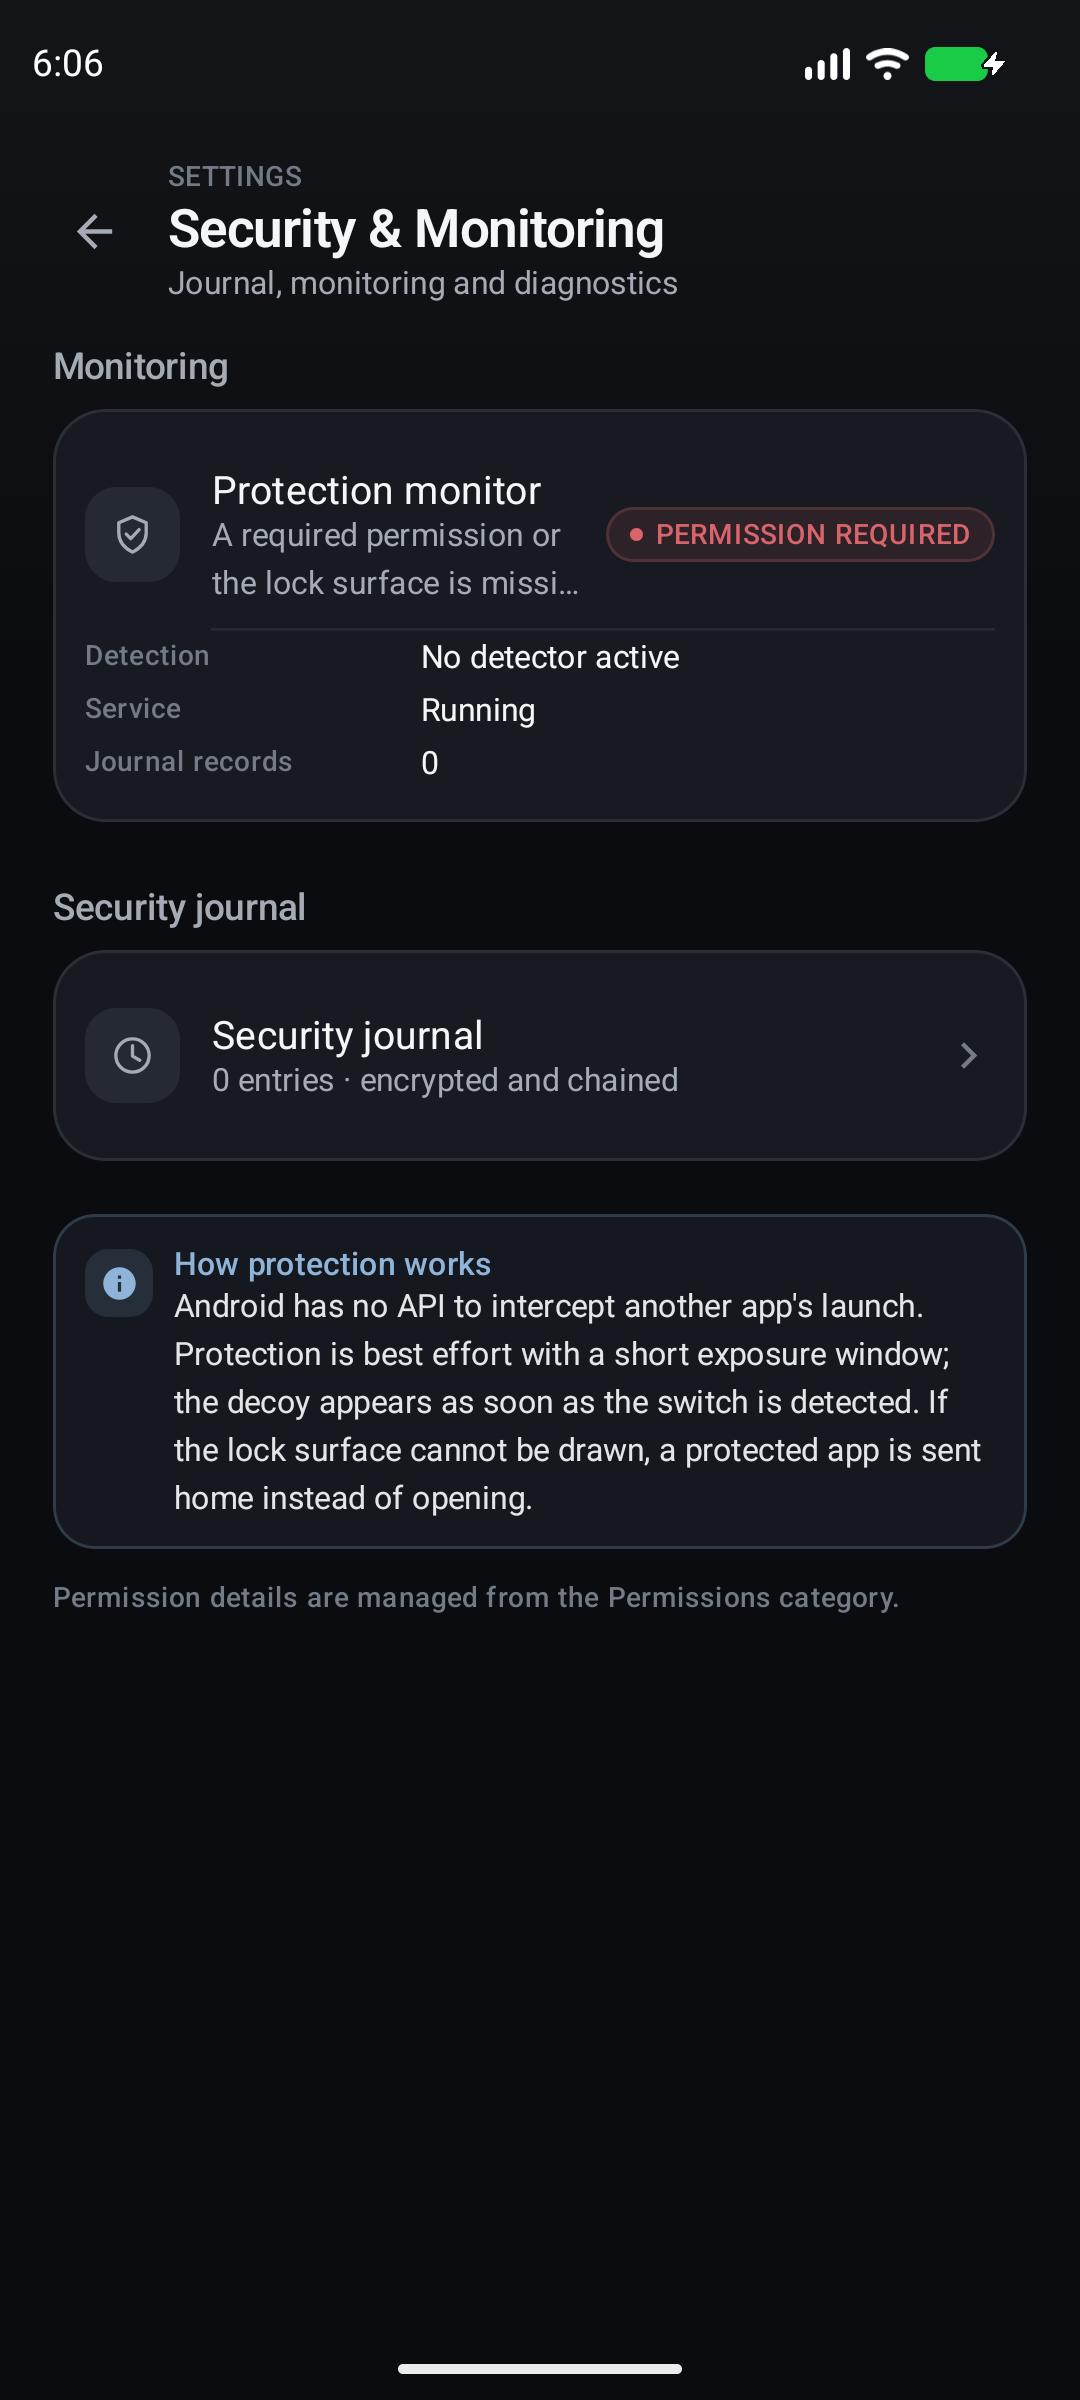 6:06
SETTINGS
Security & Monitoring
Journal, monitoring and diagnostics
Monitoring
Protection monitor
A required permission or
the lock surface is missi...
PERMISSION REQUIRED
Detection No detector active
Service Running
Journal records 0
Security journal
Security journal
0 entries · encrypted and chained
How protection works
Android has no API to intercept another app's launch.
Protection is best effort with a short exposure window;
the decoy appears as soon as the switch is detected. If
the lock surface cannot be drawn, a protected app is sent
home instead of opening.
Permission details are managed from the Permissions category.